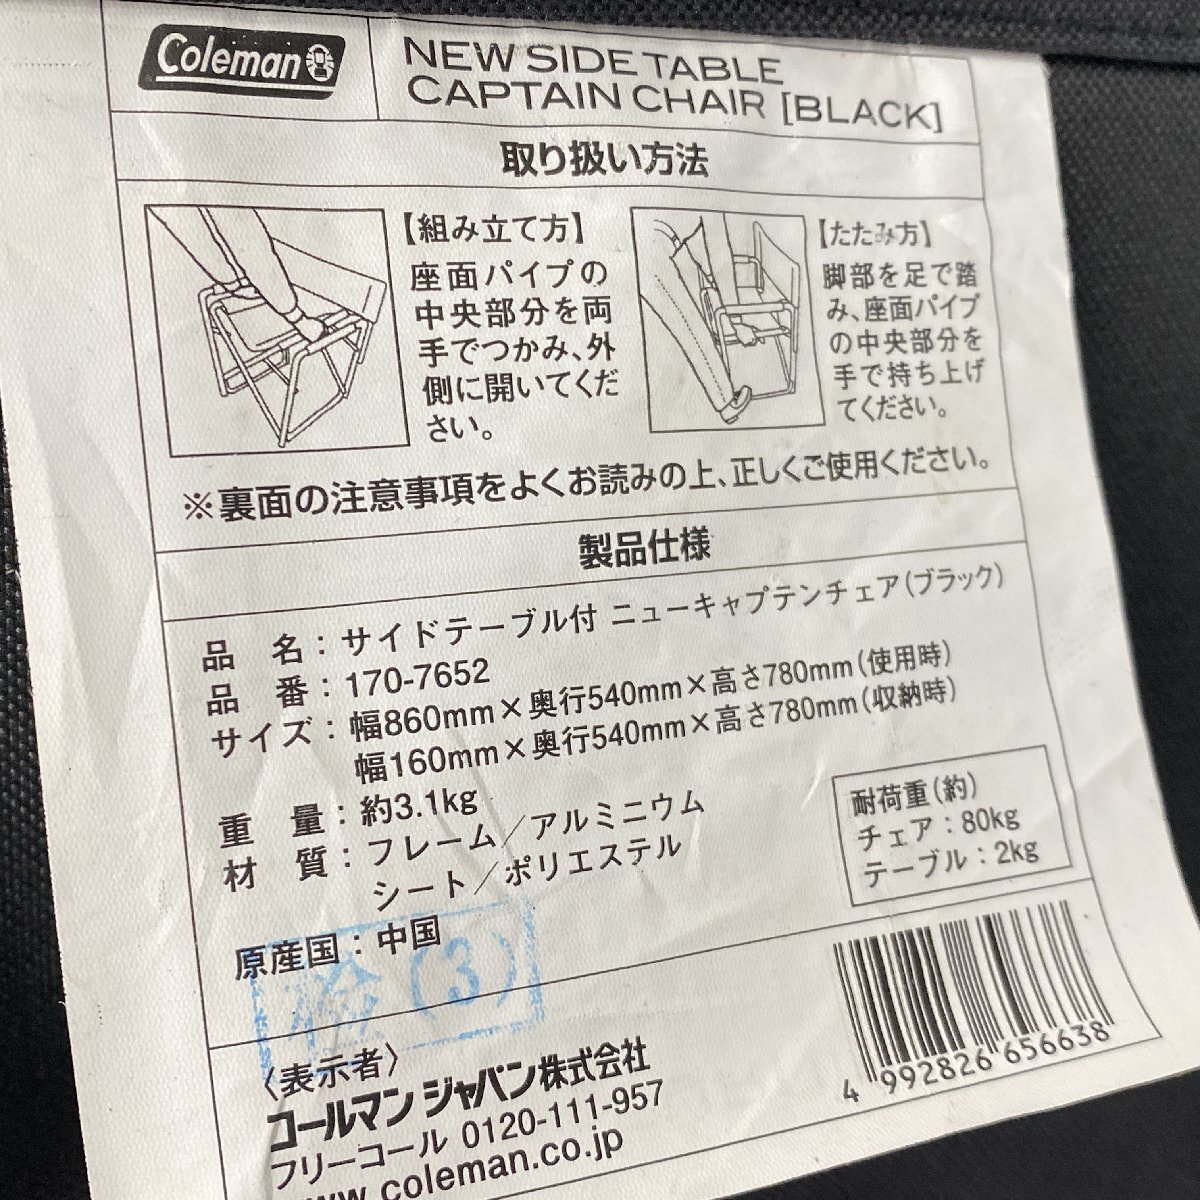 Coleman
NEW SIDE TABLE
CAPTAIN CHAIR [BLACK]
取り扱い方法
【組み立て方】
座面パイプの
中央部分を両
手でつかみ、外
側に開いてくだ
さい。
【たたみ方】
脚部を足で踏
み、座面パイプ
の中央部分を
手で持ち上げ
てください。
※裏面の注意事項をよくお読みの上、正しくご使用ください。
製品仕様
品 名：サイドテーブル付 ニューキャプテンチェア（ブラック）
品 番：170-7652
サイズ：幅860mm×奥行540mm×高さ780mm（使用時）
幅160mm×奥行540mm×高さ780mm（収納時）
重 量：約3.1kg
材 質：フレーム／アルミニウム
シート／ポリエステル
耐荷重（約）
チェア：80kg
テーブル：2kg
原産国：中国
検（3）
〈表示者〉
コールマン ジャパン株式会社
フリーコール 0120-111-957
www.coleman.co.jp
4 992826 656638